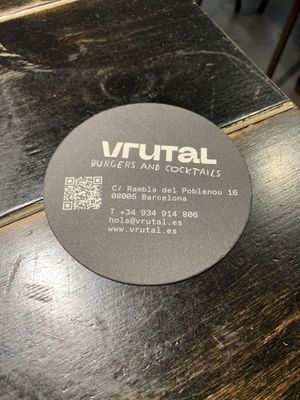 vrutal
BURGERS AND COCKTAILS
C/ Rambla del Poblenou 16
08005 Barcelona
T +34 934 914 806
hola@vrutal.es
www.vrutal.es